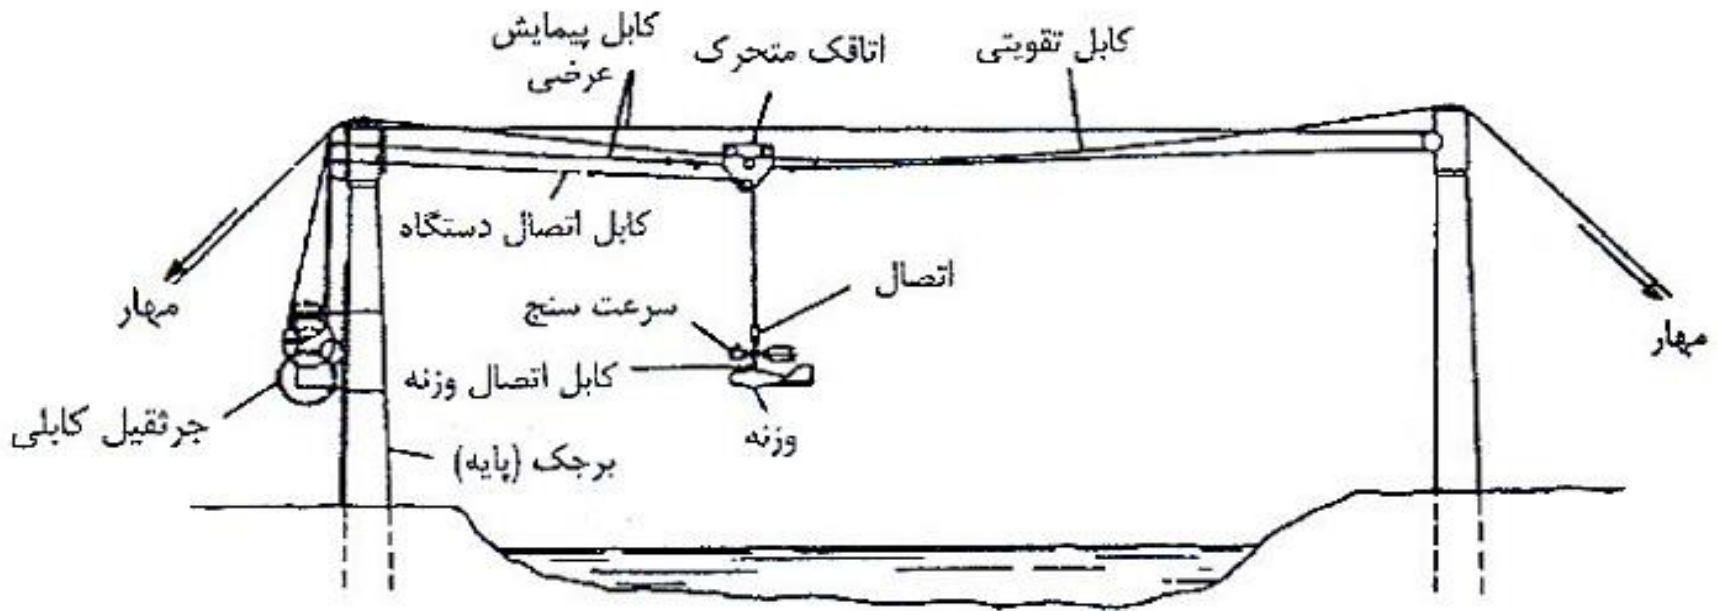 کابل پیمایش
عرضی
اتاقک متحرک
کابل تقویتی
کابل اتصال دستگاه
مهار
اتصال
سرعت سنج
مهار
کابل اتصال وزنه
جرثقیل کابلی
وزنه
برجک (پایه)